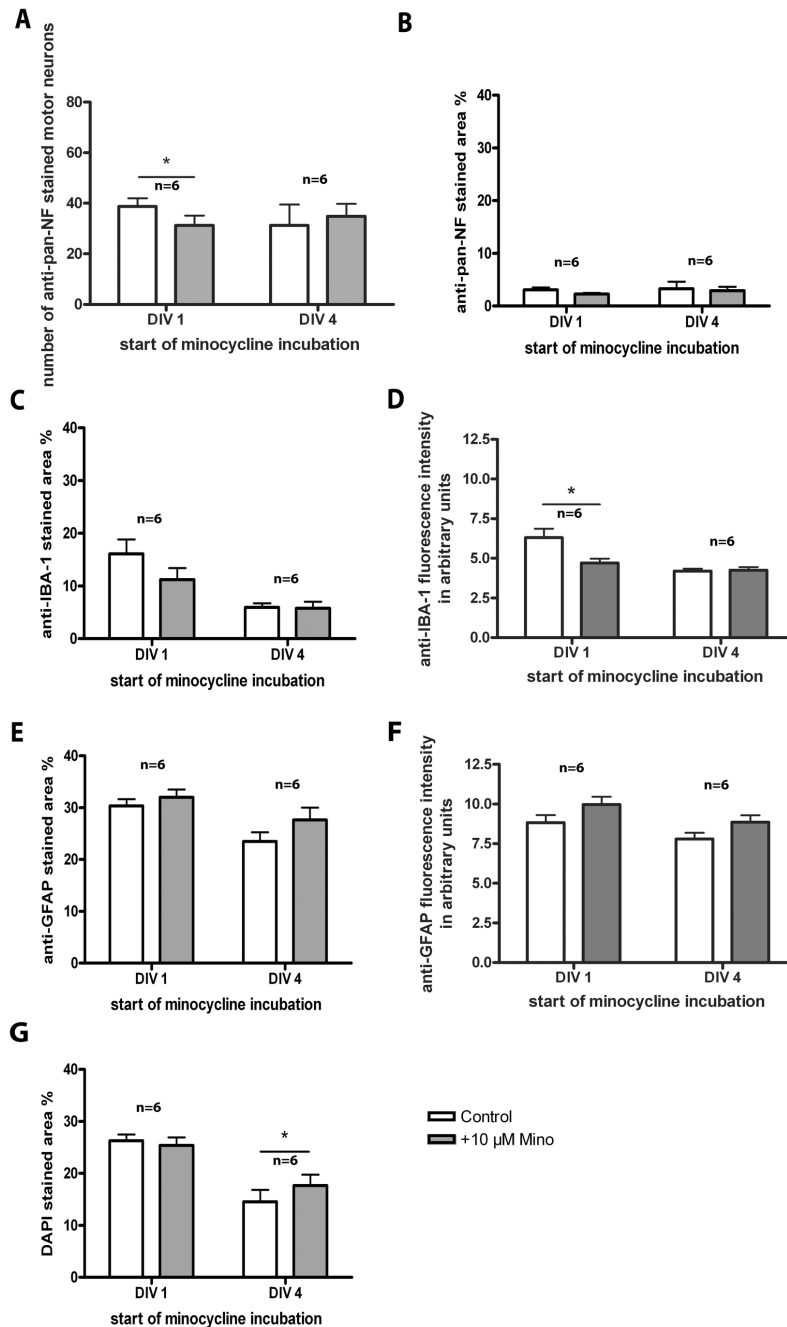 A
number of anti-pan-NF stained motor neurons
80
60
40
20
0
*
n=6
n=6
DIV 1
DIV 4
start of minocycline incubation
B
anti-pan-NF stained area %
40
30
20
10
0
n=6
n=6
DIV 1
DIV 4
start of minocycline incubation
C
anti-IBA-1 stained area %
40
30
20
10
0
n=6
n=6
DIV 1
DIV 4
start of minocycline incubation
D
anti-IBA-1 fluorescence intensity
in arbitrary units
12.5
10.0
7.5
5.0
2.5
0.0
*
n=6
n=6
DIV 1
DIV 4
start of minocycline incubation
E
anti-GFAP stained area %
40
30
20
10
0
n=6
n=6
DIV 1
DIV 4
start of minocycline incubation
F
anti-GFAP fluorescence intensity
in arbitrary units
12.5
10.0
7.5
5.0
2.5
0.0
n=6
n=6
DIV 1
DIV 4
start of minocycline incubation
G
DAPI stained area %
40
30
20
10
0
n=6
*
n=6
DIV 1
DIV 4
start of minocycline incubation
Control
+10 µM Mino